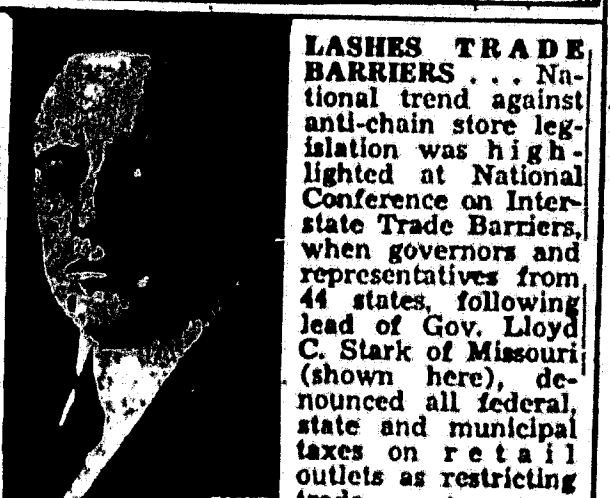 LASHES TRADE
BARRIERS . . . Na-
tional trend against
anti-chain store leg-
islation was high-
lighted at National
Conference on Inter-
state Trade Barriers,
when governors and
representatives from
44 states, following
lead of Gov. Lloyd
C. Stark of Missouri
(shown here), de-
nounced all federal,
state and municipal
taxes on retail
outlets as restricting